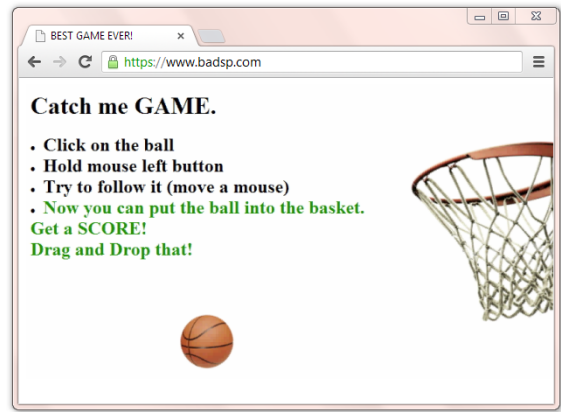 BEST GAME EVER!
https://www.badsp.com
Catch me GAME.
• Click on the ball
• Hold mouse left button
• Try to follow it (move a mouse)
• Now you can put the ball into the basket.
Get a SCORE!
Drag and Drop that!